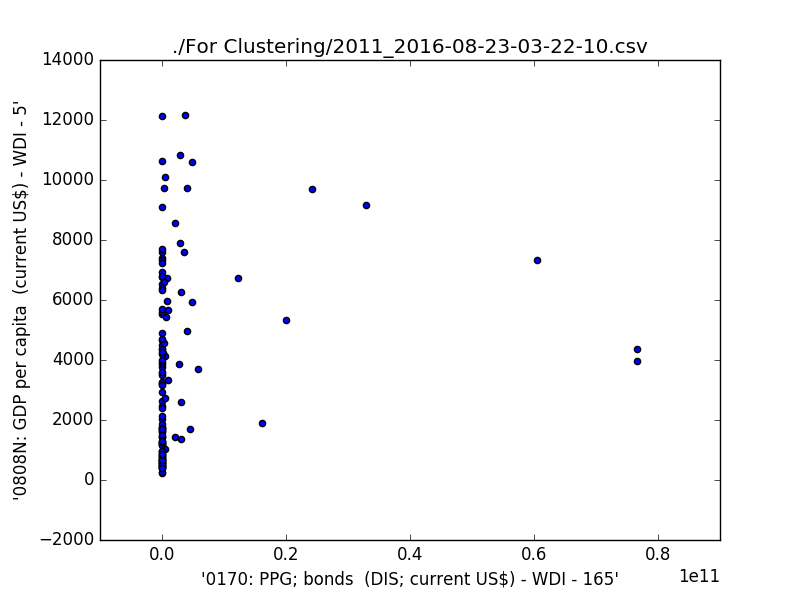 ./For Clustering/2011_2016-08-23-03-22-10.csv
14000
12000
10000
8000
6000
4000
2000
0
−2000
'0808N: GDP per capita  (current US$) - WDI - 5'
0.0 0.2 0.4 0.6 0.8
1e11
'0170: PPG; bonds  (DIS; current US$) - WDI - 165'